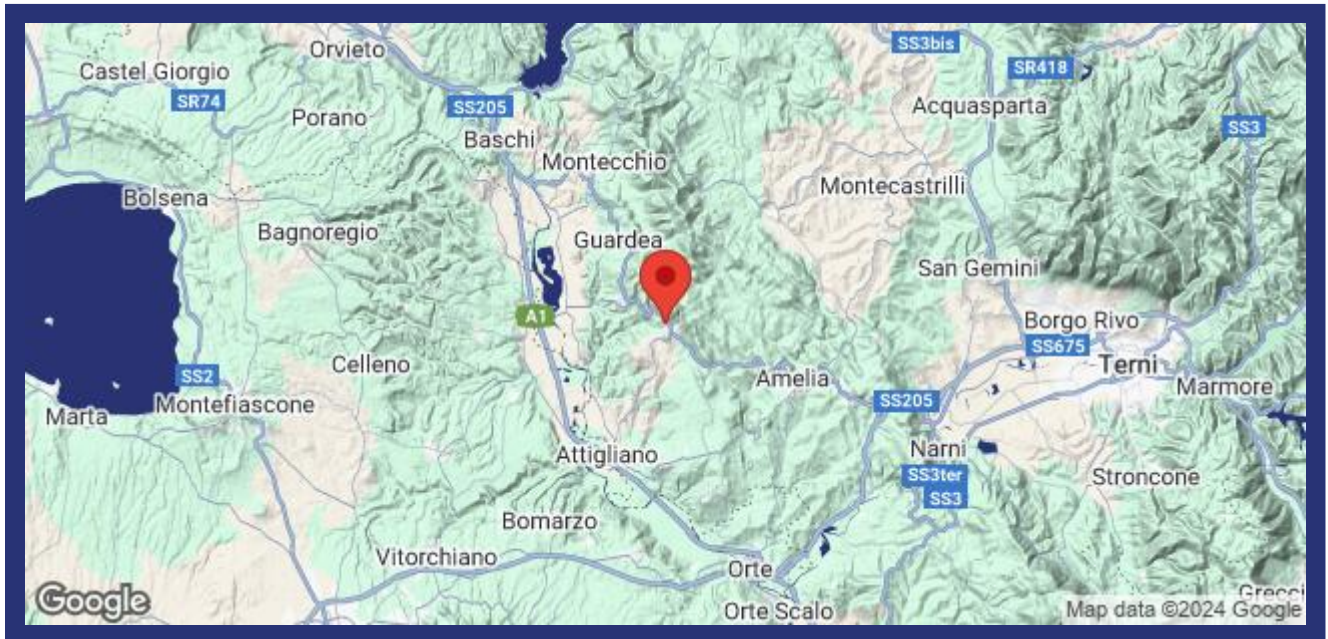 Orvieto
SS3bis
Castel Giorgio
SR418
SR74
SS205
Acquasparta
Porano
SS3
Baschi
Montecchio
Montecastrilli
Bolsena
Bagnoregio
Guardea
San Gemini
A1
Borgo Rivo
SS675
Celleno
Terni
SS2
Amelia
Marmore
Montefiascone
SS205
Marta
Narni
Attigliano
SS3ter
Stroncone
SS3
Bomarzo
Vitorchiano
Orte
Grecci
Google
Orte Scalo
Map data ©2024 Google